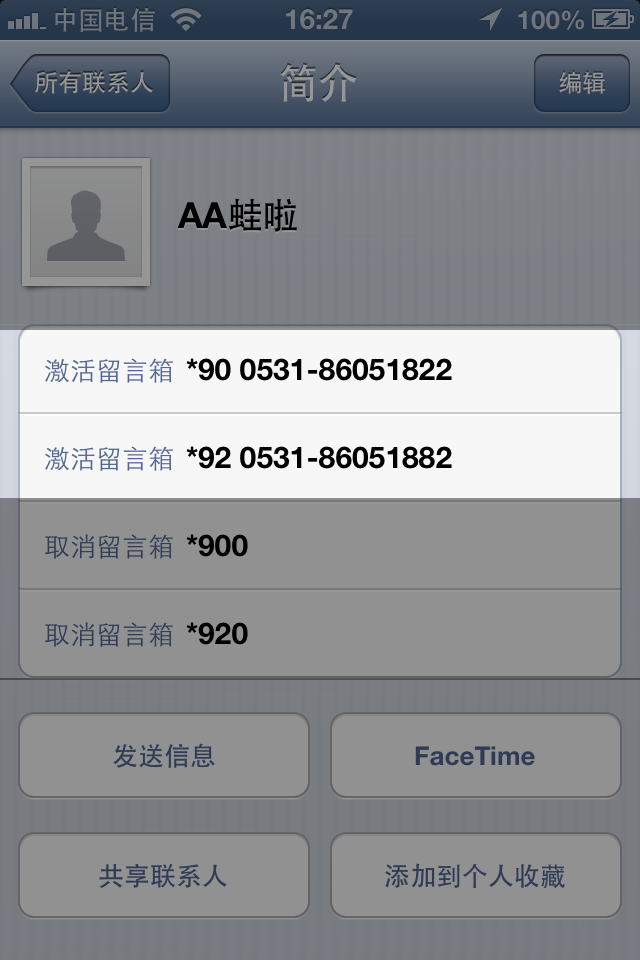 中国电信 16:27 100%
所有联系人 简介 编辑
AA蛙啦
激活留言箱 *90 0531-86051822
激活留言箱 *92 0531-86051882
取消留言箱 *900
取消留言箱 *920
发送信息 FaceTime
共享联系人 添加到个人收藏